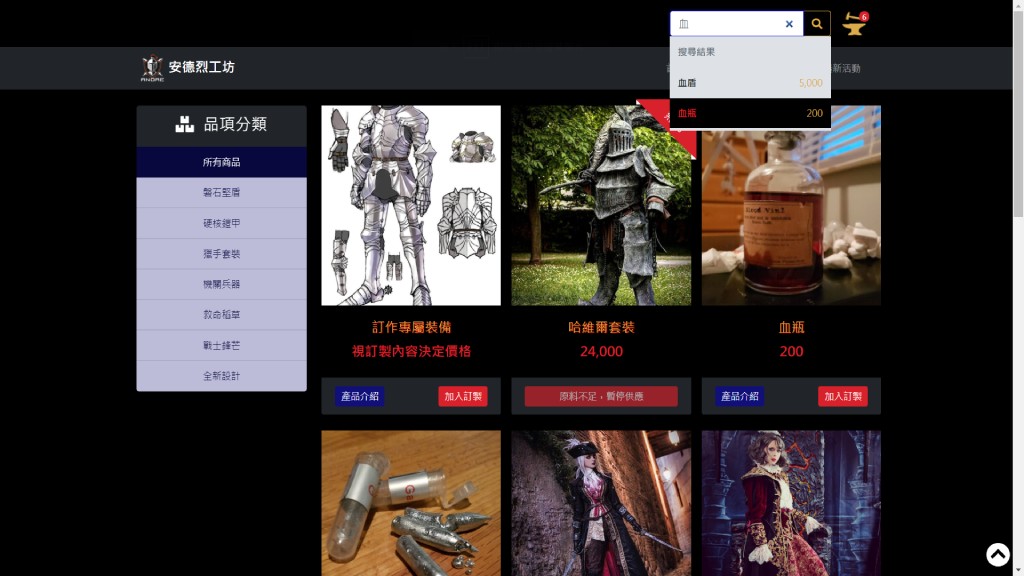 血
6
搜尋結果
血盾 5,000
血瓶 200
ANDRE
安德烈工坊
新活動
品項分類
所有商品
磐石堅盾
硬核鎧甲
獵手套裝
機關兵器
救命稻草
戰士鋒芒
全新設計
訂作專屬裝備
視訂製內容決定價格
產品介紹 加入訂製
哈維爾套裝
24,000
原料不足，暫停供應
Blood Vial
血瓶
200
產品介紹 加入訂製